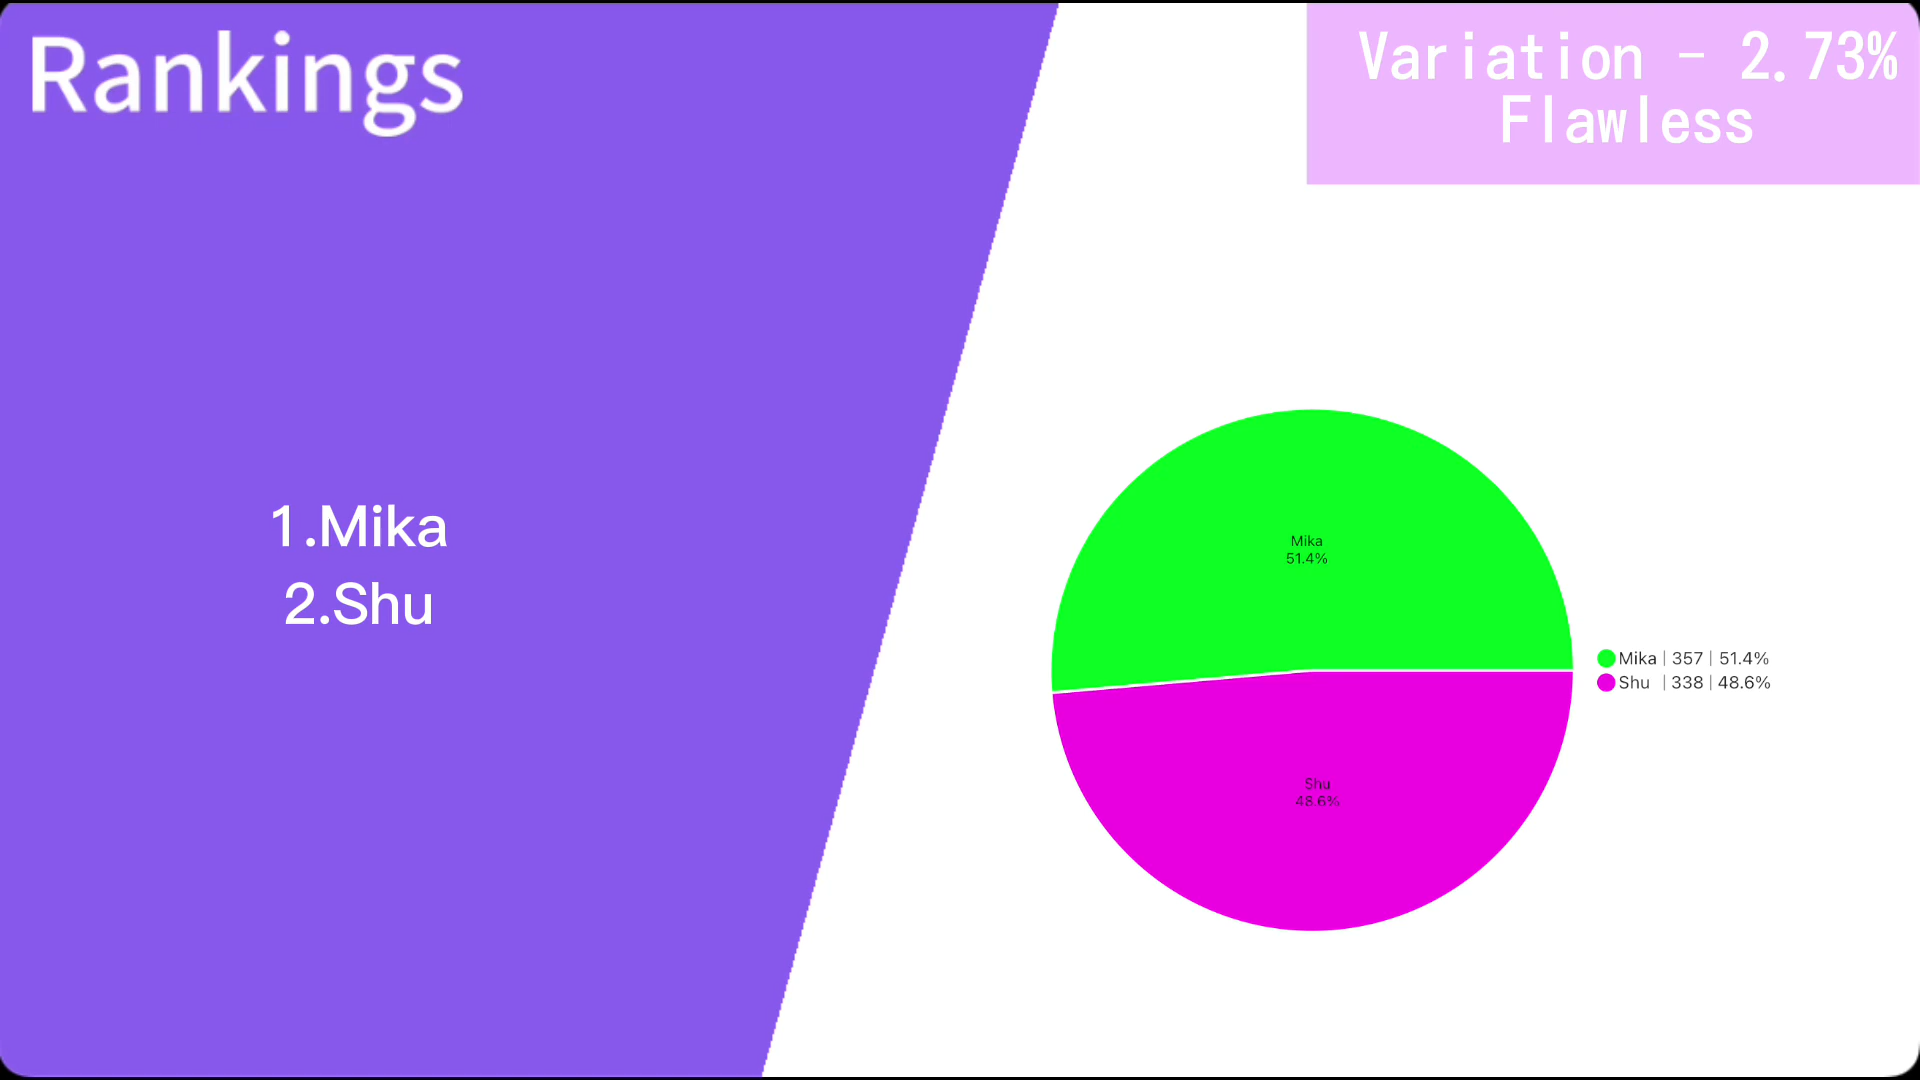 Rankings
Variation - 2.73%
Flawless
1.Mika
2.Shu
Mika
51.4%
Mika | 357 | 51.4%
Shu | 338 | 48.6%
Shu
48.6%